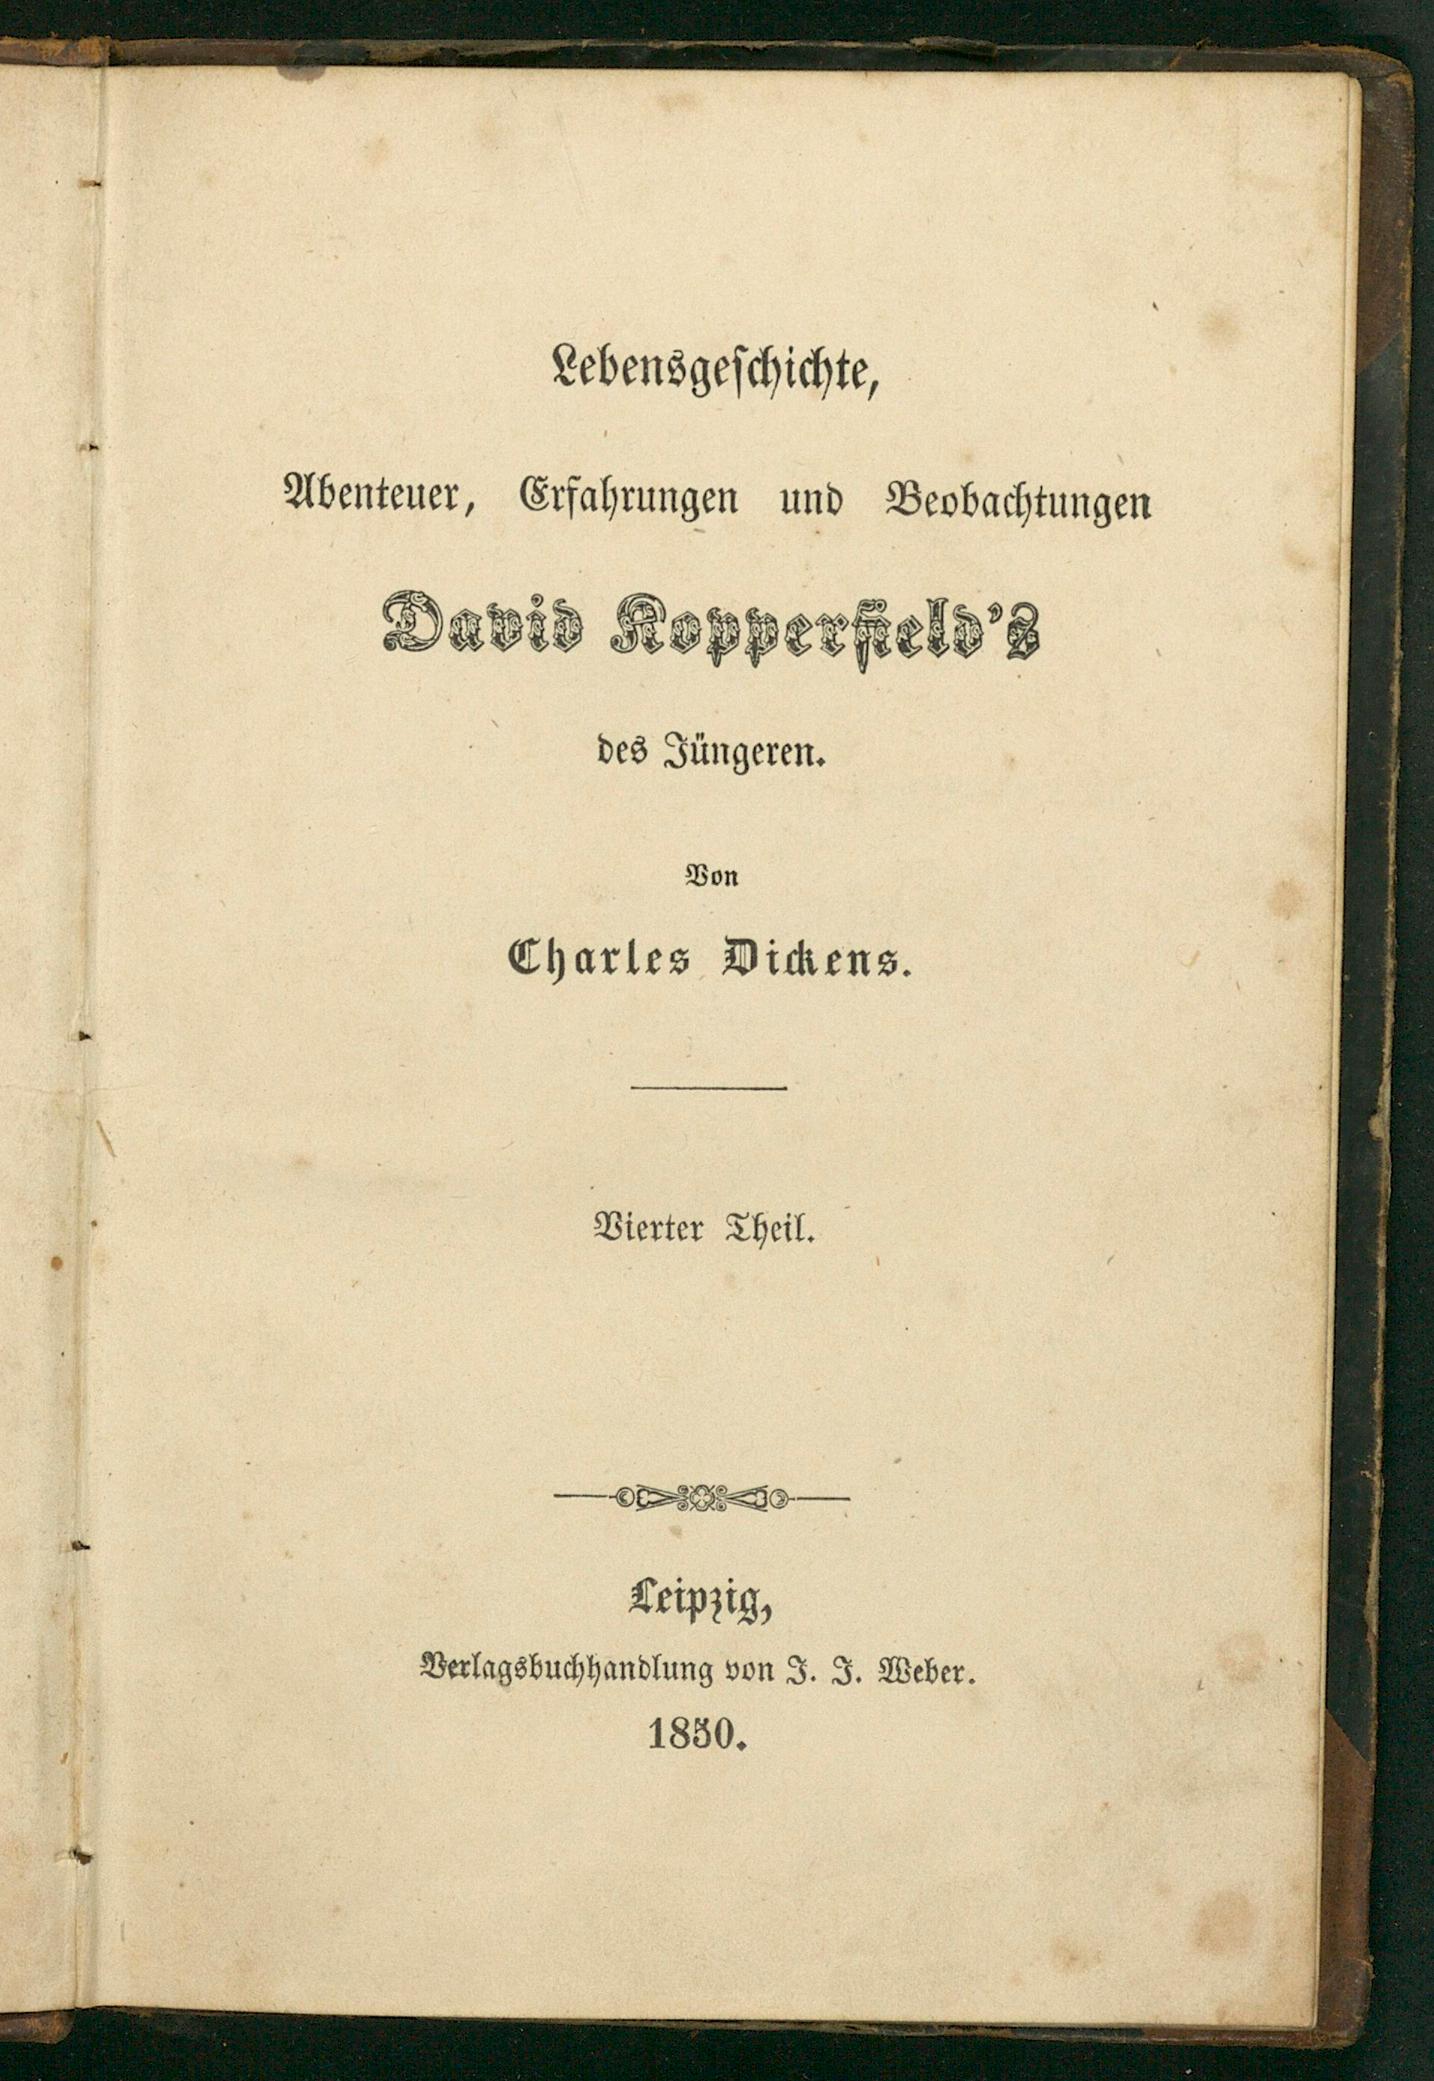 Lebensgeſchichte,
Abenteuer, Erfahrungen und Beobachtungen
David Kopperfield's
des Jüngeren.
Von
Charles Dickens.
Vierter Theil.
Leipzig,
Verlagsbuchhandlung von J. J. Weber.
1850.